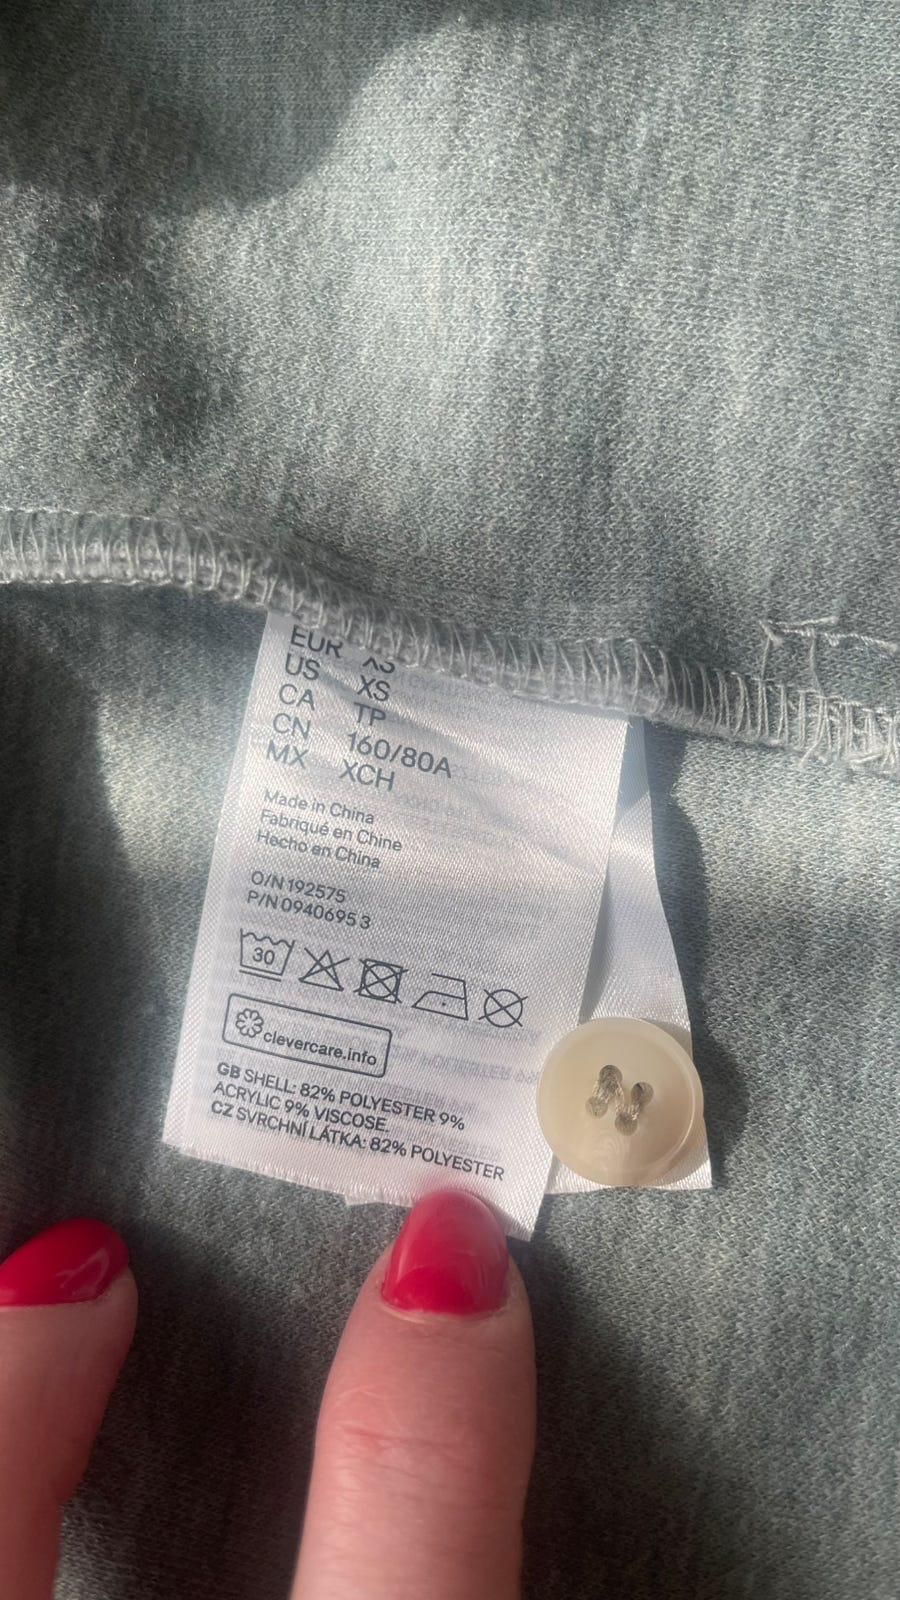 EUR XS
US XS
CA TP
CN 160/80A
MX XCH
Made in China
Fabriqué en Chine
Hecho en China
O/N 192575
P/N 0940695 3
30
clevercare.info
GB SHELL: 82% POLYESTER 9%
ACRYLIC 9% VISCOSE.
CZ SVRCHNÍ LÁTKA: 82% POLYESTER